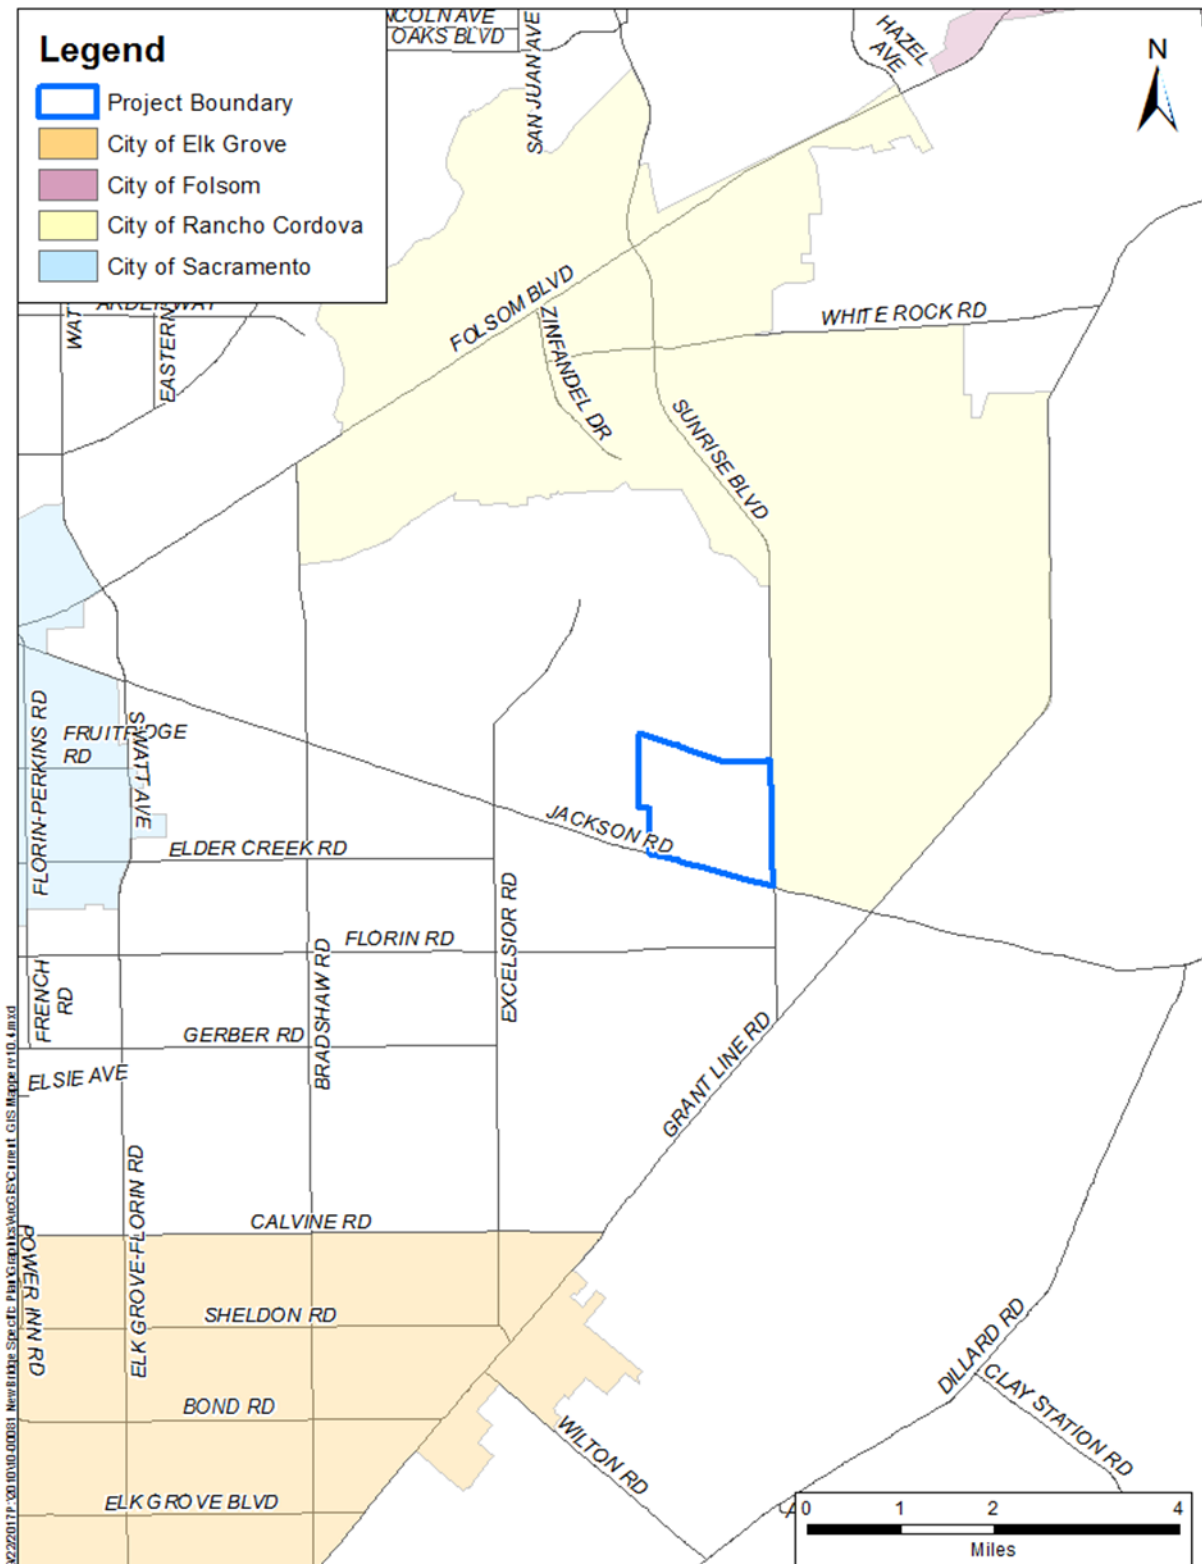 Legend
Project Boundary
City of Elk Grove
City of Folsom
City of Rancho Cordova
City of Sacramento
OAKS BLVD
SAN JUAN AVE
HAZEL
AVE
N
ARDEN WAY
WAT
EASTERN
FOLSOM BLVD
ZINFANDEL DR
WHITE ROCK RD
SUNRISE BLVD
FLORIN-PERKINS RD
FRUITRIDGE
RD
S WATT AVE
JACKSON RD
ELDER CREEK RD
EXCELSIOR RD
FLORIN RD
FRENCH
RD
BRADSHAW RD
GERBER RD
ELSIE AVE
GRANT LINE RD
ELK GROVE-FLORIN RD
CALVINE RD
POWER INN RD
SHELDON RD
BOND RD
WILTON RD
DILLARD RD
CLAY STATION RD
ELK GROVE BLVD
0 1 2 4
Miles